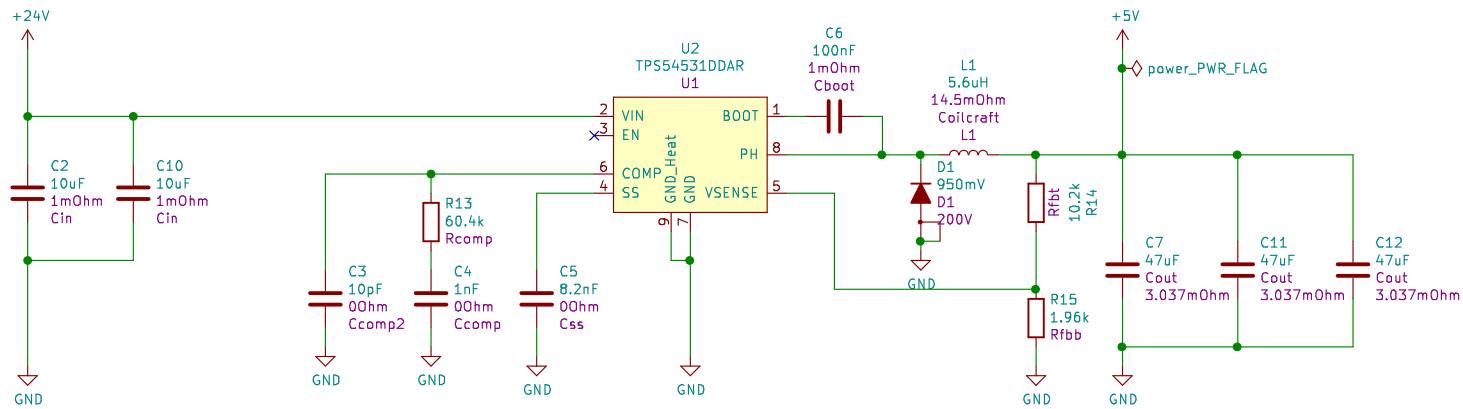 +24V
+5V
power_PWR_FLAG
C2
10uF
1mOhm
Cin
C10
10uF
1mOhm
Cin
GND
U2
TPS54531DDAR
U1
2
VIN
3
EN
6
COMP
4
SS
BOOT
1
PH
8
VSENSE
5
GND_Heat
9
GND
7
C6
100nF
1mOhm
Cboot
L1
5.6uH
14.5mOhm
Coilcraft
L1
D1
950mV
D1
200V
GND
Rfbt
10.2k
R14
R13
60.4k
Rcomp
C3
10pF
0Ohm
Ccomp2
GND
C4
1nF
0Ohm
Ccomp
GND
C5
8.2nF
0Ohm
Css
GND
GND
R15
1.96k
Rfbb
GND
C7
47uF
Cout
3.037mOhm
C11
47uF
Cout
3.037mOhm
C12
47uF
Cout
3.037mOhm
GND